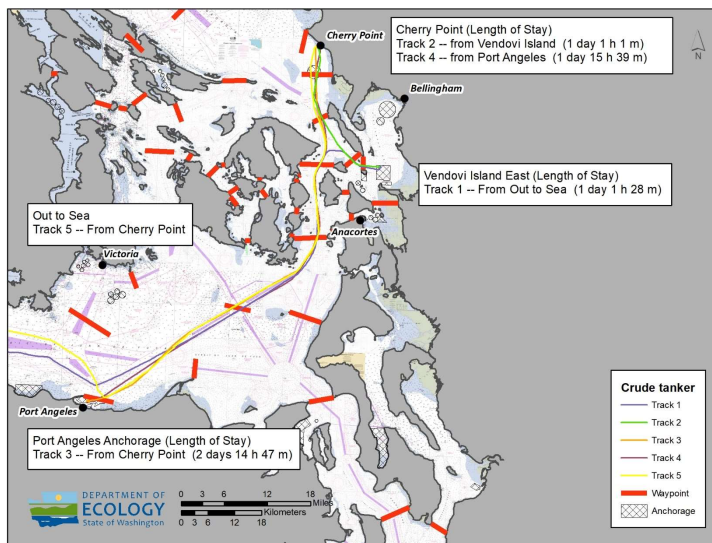 Cherry Point (Length of Stay)
Track 2 -- from Vendovi Island (1 day 1 h 1 m)
Track 4 -- from Port Angeles (1 day 15 h 39 m)
N
Cherry Point
Bellingham
Vendovi Island East (Length of Stay)
Track 1 -- From Out to Sea (1 day 1 h 28 m)
Out to Sea
Track 5 -- From Cherry Point
Anacortes
Victoria
Port Angeles
Port Angeles Anchorage (Length of Stay)
Track 3 -- From Cherry Point (2 days 14 h 47 m)
Crude tanker
Track 1
Track 2
Track 3
Track 4
Track 5
Waypoint
Anchorage
DEPARTMENT OF
ECOLOGY
State of Washington
0 3 6 12 18
Miles
Kilometers
0 3 6 12 18